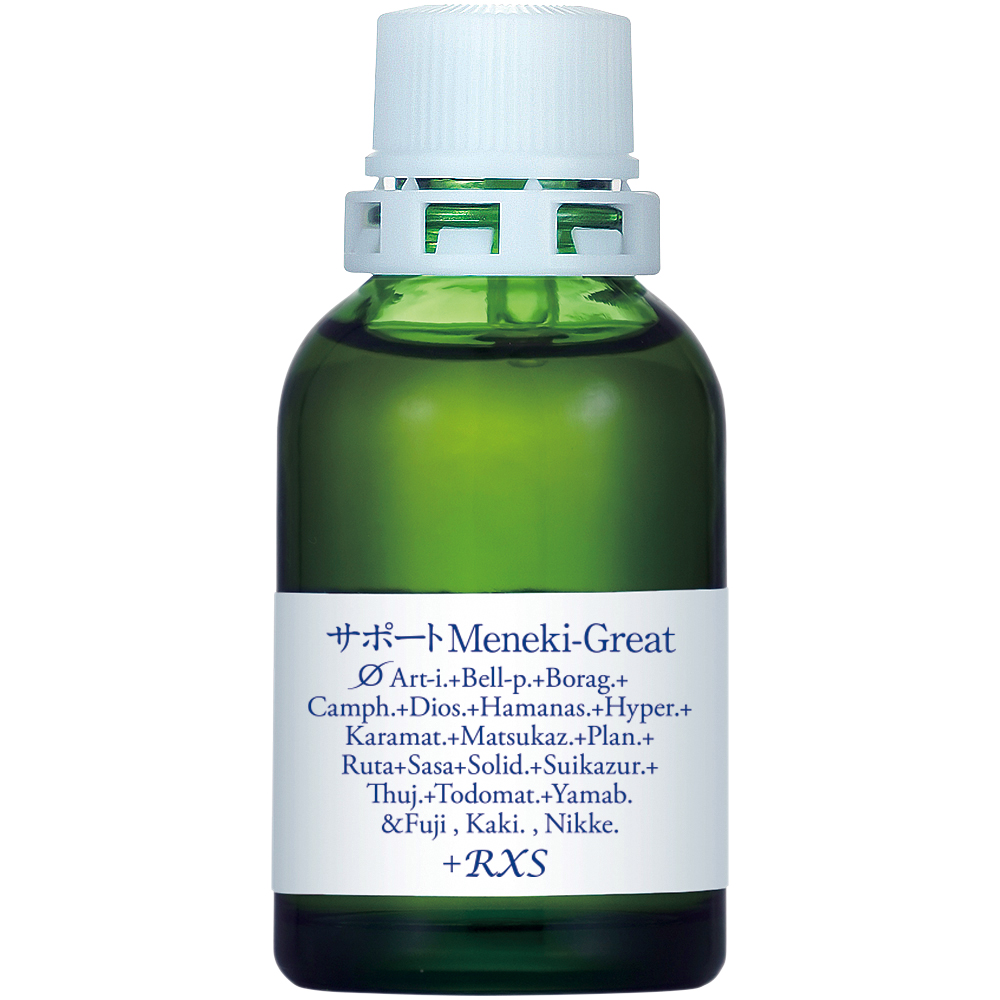 サポートMeneki-Great
Ø Art-i.+Bell-p.+Borag.+
Camph.+Dios.+Hamanas.+Hyper.+
Karamat.+Matsukaz.+Plan.+
Ruta+Sasa+Solid.+Suikazur.+
Thuj.+Todomat.+Yamab.
&Fuji , Kaki. , Nikke.
+RXS